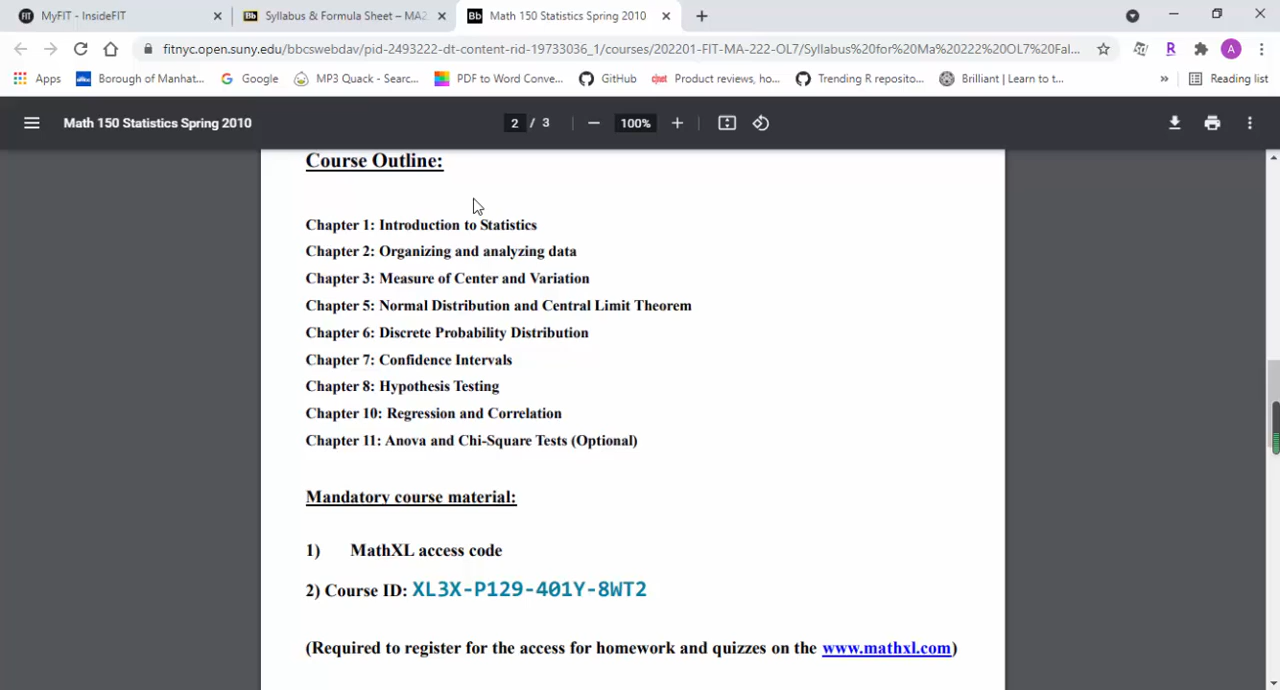 MyFIT - InsideFIT
Syllabus & Formula Sheet – MA2
Math 150 Statistics Spring 2010
fitnyc.open.suny.edu/bbcswebdav/pid-2493222-dt-content-rid-19733036_1/courses/202201-FIT-MA-222-OL7/Syllabus%20for%20Ma%20222%20OL7%20Fal...
A
Apps
Borough of Manhat...
Google
MP3 Quack - Searc...
PDF to Word Conve...
GitHub
Product reviews, ho...
Trending R reposito...
Brilliant | Learn to t...
»
Reading list
Math 150 Statistics Spring 2010
2 / 3
100%
Course Outline:
Chapter 1: Introduction to Statistics
Chapter 2: Organizing and analyzing data
Chapter 3: Measure of Center and Variation
Chapter 5: Normal Distribution and Central Limit Theorem
Chapter 6: Discrete Probability Distribution
Chapter 7: Confidence Intervals
Chapter 8: Hypothesis Testing
Chapter 10: Regression and Correlation
Chapter 11: Anova and Chi-Square Tests (Optional)
Mandatory course material:
1) MathXL access code
2) Course ID: XL3X-P129-401Y-8WT2
(Required to register for the access for homework and quizzes on the www.mathxl.com)